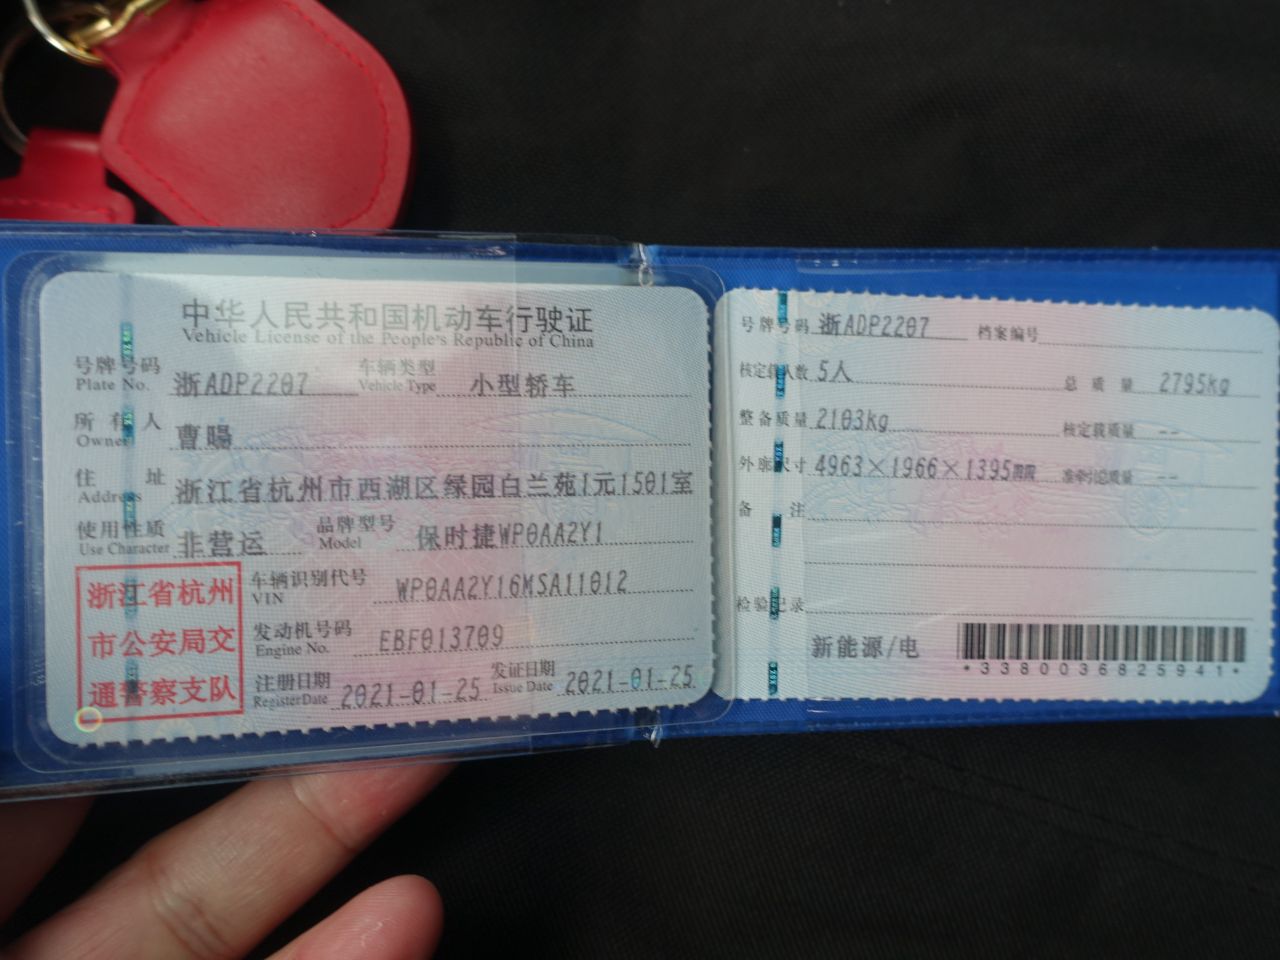 中华人民共和国机动车行驶证
Vehicle License of the People's Republic of China
号牌号码 浙ADP2207 车辆类型 小型轿车
Plate No. Vehicle Type
所有人 曹暘
Owner
住址 浙江省杭州市西湖区绿园白兰苑1元1501室
Address
使用性质 非营运 品牌型号 保时捷WP0AA2Y1
Use Character Model
浙江省杭州
市公安局交
通警察支队
车辆识别代号 WP0AA2Y16MSA11012
VIN
发动机号码 EBF013709
Engine No.
注册日期 2021-01-25 发证日期 2021-01-25
Register Date Issue Date
号牌号码 浙ADP2207 档案编号
核定载人数 5人 总质量 2795kg
整备质量 2103kg 核定载质量 --
外廓尺寸 4963×1966×1395mm 准牵引总质量 --
备注
检验记录
新能源/电
*3380036825941*